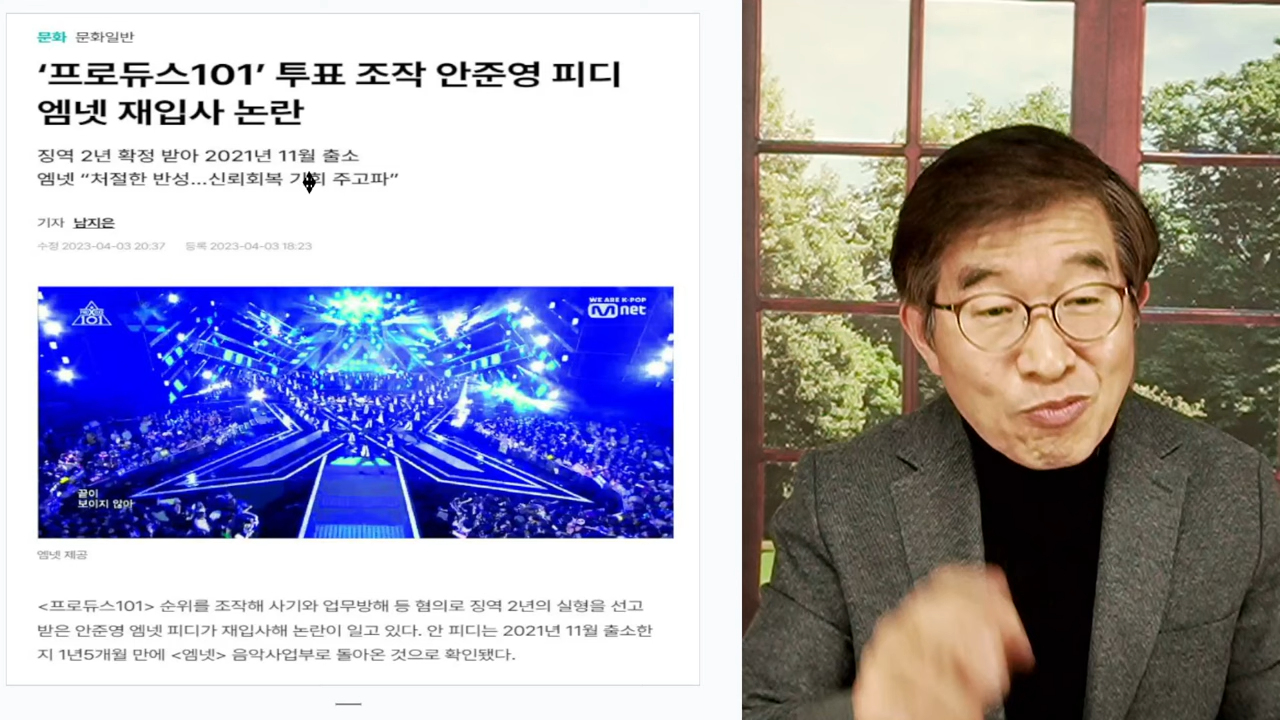 문화 문화일반
‘프로듀스101’ 투표 조작 안준영 피디
엠넷 재입사 논란
징역 2년 확정 받아 2021년 11월 출소
엠넷 “처절한 반성...신뢰회복 기회 주고파”
기자 남지은
수정 2023-04-03 20:37 등록 2023-04-03 18:23
101
WE ARE K-POP
Mnet
끝이
보이지 않아
엠넷 제공
<프로듀스101> 순위를 조작해 사기와 업무방해 등 혐의로 징역 2년의 실형을 선고
받은 안준영 엠넷 피디가 재입사해 논란이 일고 있다. 안 피디는 2021년 11월 출소한
지 1년5개월 만에 <엠넷> 음악사업부로 돌아온 것으로 확인됐다.